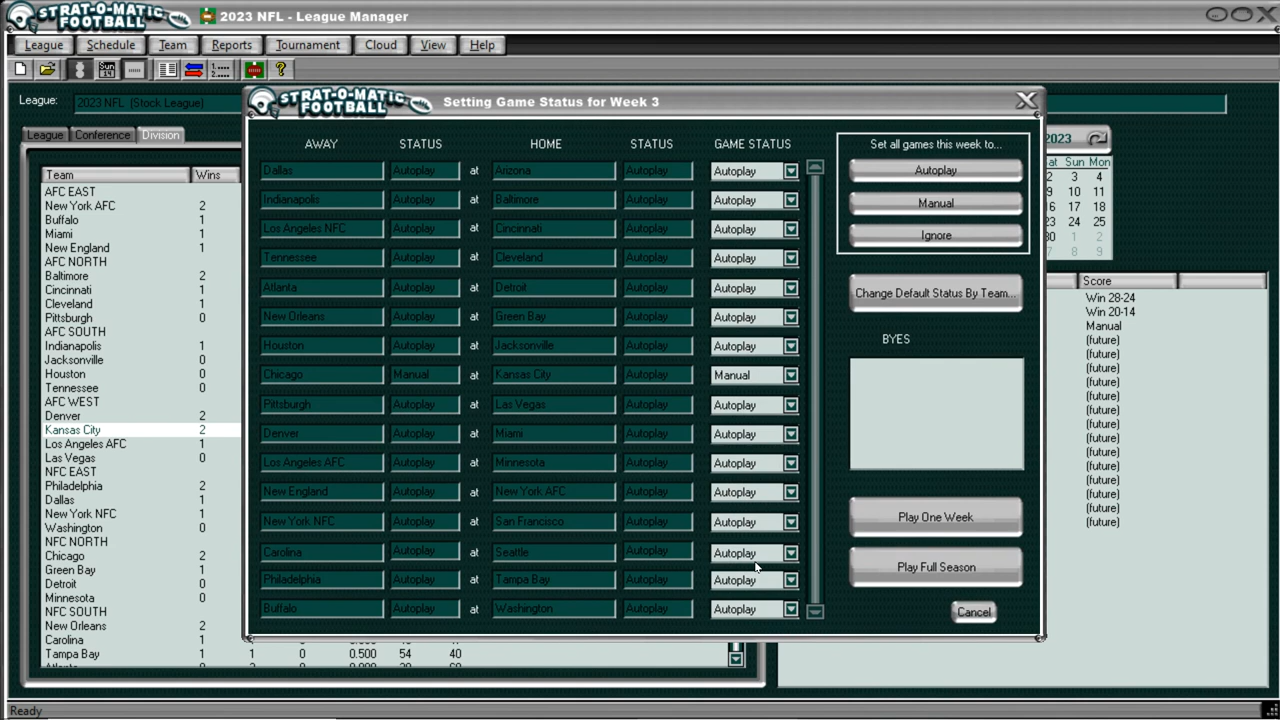 STRAT-O-MATIC FOOTBALL 2023 NFL - League Manager
League Schedule Team Reports Tournament Cloud View Help
League: 2023 NFL (Stock League)
League Conference Division
Team Wins
AFC EAST
New York AFC 2
Buffalo 1
Miami 1
New England 1
AFC NORTH
Baltimore 2
Cincinnati 1
Cleveland 1
Pittsburgh 0
AFC SOUTH
Indianapolis 1
Jacksonville 0
Houston 0
Tennessee 0
AFC WEST
Denver 2
Kansas City 2
Los Angeles AFC 1
Las Vegas 0
NFC EAST
Philadelphia 2
Dallas 1
New York NFC 1
Washington 0
NFC NORTH
Chicago 2
Green Bay 1
Detroit 0
Minnesota 0
NFC SOUTH
New Orleans 2
Carolina 1
Tampa Bay 1 1 0 0.500 54 40
STRAT-O-MATIC FOOTBALL Setting Game Status for Week 3
AWAY STATUS HOME STATUS GAME STATUS
Dallas Autoplay at Arizona Autoplay Autoplay
Indianapolis Autoplay at Baltimore Autoplay Autoplay
Los Angeles NFC Autoplay at Cincinnati Autoplay Autoplay
Tennessee Autoplay at Cleveland Autoplay Autoplay
Atlanta Autoplay at Detroit Autoplay Autoplay
New Orleans Autoplay at Green Bay Autoplay Autoplay
Houston Autoplay at Jacksonville Autoplay Autoplay
Chicago Manual at Kansas City Autoplay Manual
Pittsburgh Autoplay at Las Vegas Autoplay Autoplay
Denver Autoplay at Miami Autoplay Autoplay
Los Angeles AFC Autoplay at Minnesota Autoplay Autoplay
New England Autoplay at New York AFC Autoplay Autoplay
New York NFC Autoplay at San Francisco Autoplay Autoplay
Carolina Autoplay at Seattle Autoplay Autoplay
Philadelphia Autoplay at Tampa Bay Autoplay Autoplay
Buffalo Autoplay at Washington Autoplay Autoplay
Set all games this week to...
Autoplay
Manual
Ignore
Change Default Status By Team...
BYES
Play One Week
Play Full Season
Cancel
2023
Sun Mon
2 3 4
9 10 11
16 17 18
23 24 25
30 1 2
7 8 9
Score
Win 28-24
Win 20-14
Manual
(future)
(future)
(future)
(future)
(future)
(future)
(future)
(future)
(future)
(future)
(future)
(future)
(future)
(future)
Ready